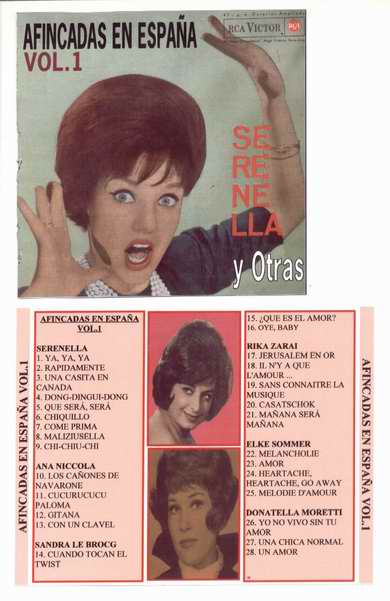 AFINCADAS EN ESPAÑA
VOL.1
RCA VICTOR
RCA
SE
RE
NE
LLA
y Otras
AFINCADAS EN ESPAÑA VOL.1
AFINCADAS EN ESPAÑA
VOL.1
SERENELLA
1. YA, YA, YA
2. RAPIDAMENTE
3. UNA CASITA EN
CANADA
4. DONG-DINGUI-DONG
5. QUE SERÁ, SERÁ
6. CHIQUILLO
7. COME PRIMA
8. MALIZIUSELLA
9. CHI-CHIU-CHI
ANA NICCOLA
10. LOS CAÑONES DE
NAVARONE
11. CUCURUCUCU
PALOMA
12. GITANA
13. CON UN CLAVEL
SANDRA LE BROCG
14. CUANDO TOCAN EL
TWIST
15. ¿QUE ES EL AMOR?
16. OYE, BABY
RIKA ZARAI
17. JERUSALEM EN OR
18. IL N'Y A QUE
L'AMOUR ...
19. SANS CONNAITRE LA
MUSIQUE
20. CASATSCHOK
21. MAÑANA SERÁ
MAÑANA
ELKE SOMMER
22. MELANCHOLIE
23. AMOR
24. HEARTACHE,
HEARTACHE, GO AWAY
25. MELODIE D'AMOUR
DONATELLA MORETTI
26. YO NO VIVO SIN TU
AMOR
27. UNA CHICA NORMAL
28. UN AMOR
AFINCADAS EN ESPAÑA VOL.1